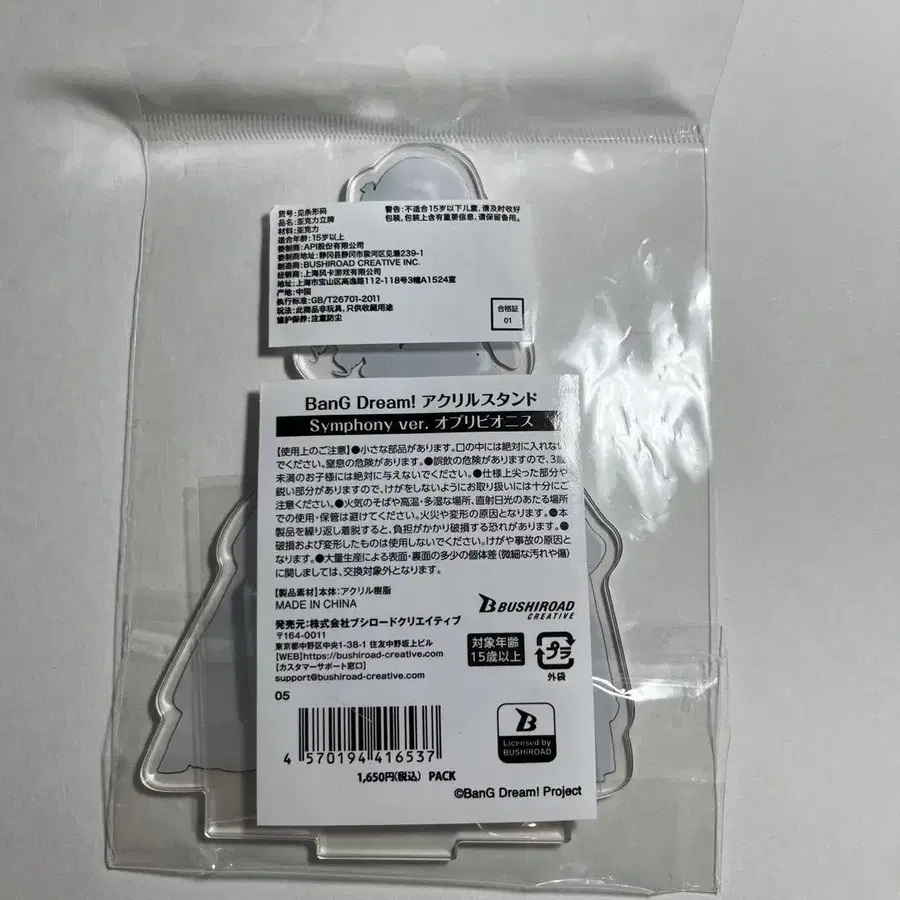 货号:见条形码
品名:亚克力立牌
材料:亚克力
适合年龄:15岁以上
委制商:API股份有限公司
委制商地址:静冈县静冈市骏河区见瀬239-1
制造商:BUSHIROAD CREATIVE INC.
经销商:上海风卡游戏有限公司
地址:上海市宝山区高逸路112-118号3幢A1524室
产地:中国
执行标准:GB/T26701-2011
玩法:此商品非玩具,只供收藏用途
维护保养:注意防尘
警告:不适合15岁以下儿童,请及时收好
包装,包装上含有重要信息,请保留备用。
合格証
01
BanG Dream! アクリルスタンド
Symphony ver. オブリビオニス
【使用上のご注意】●小さな部品があります。口の中には絶対に入れない
でください。窒息の危険があります。●誤飲の危険がありますので、3歳
未満のお子様には絶対に与えないでください。●仕様上尖った部分や
鋭い部分がありますので、けがをしないようにお取り扱いには十分にご
注意ください。●火気のそばや高温・多湿な場所、直射日光のあたる場所
での使用・保管は避けてください。火災や変形の原因となります。●本
製品を繰り返し着脱すると、負担がかかり破損する恐れがあります。●
破損および変形したものは使用しないでください。けがや事故の原因と
なります。●大量生産による表面・裏面の多少の個体差(微細な汚れや傷)
に関しましては、交換対象外となります。
【製品素材】本体:アクリル樹脂
MADE IN CHINA
発売元:株式会社ブシロードクリエイティブ
〒164-0011
東京都中野区中央1-38-1 住友中野坂上ビル
【WEB】https://bushiroad-creative.com
【カスタマーサポート窓口】
support@bushiroad-creative.com
BUSHIROAD
CREATIVE
対象年齢
15歳以上
プラ
外袋
05
4 570194 416537
1,650円(税込) PACK
B
Licensed by
BUSHIROAD
©BanG Dream! Project